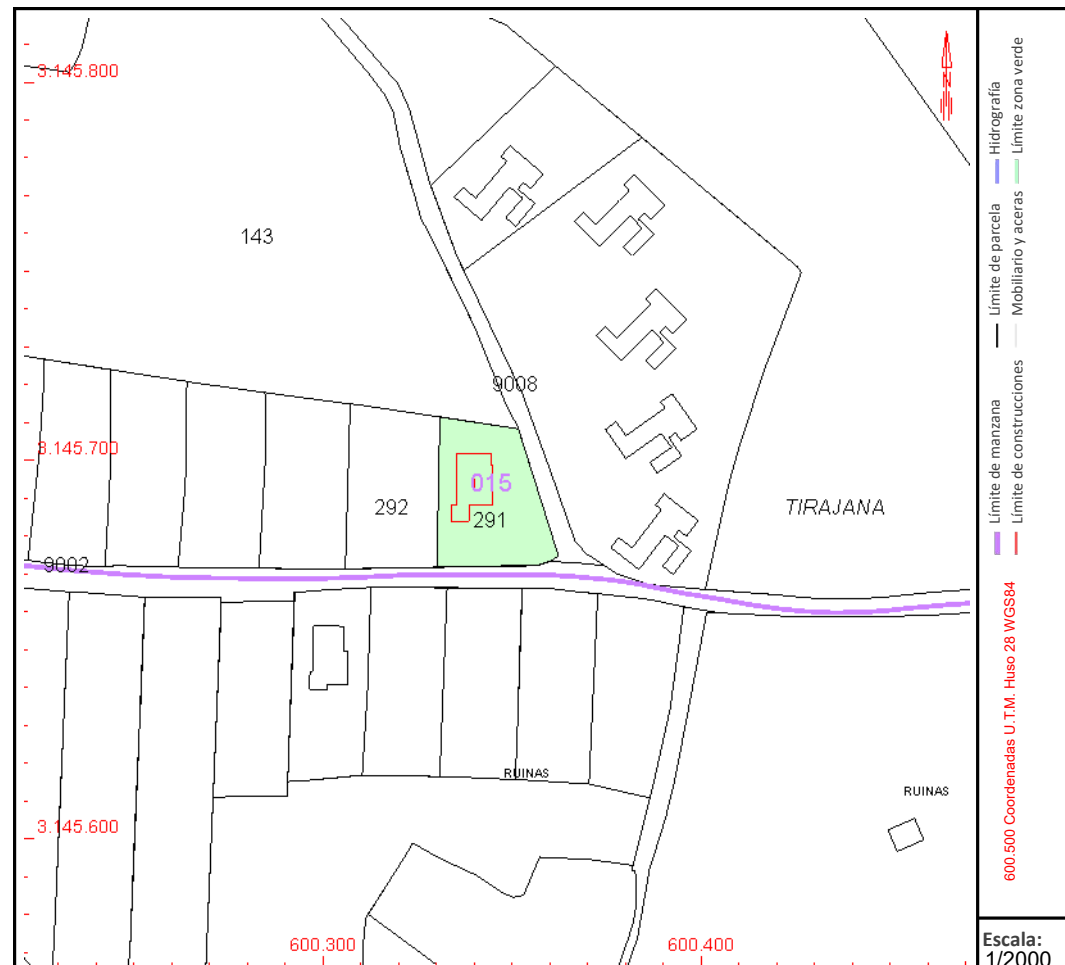 3.145.800
N
143
9008
3.145.700
015
292
291
TIRAJANA
9002
RUINAS
RUINAS
3.145.600
600.300
600.400
Límite de manzana
Límite de parcela
Hidrografía
Límite de construcciones
Mobiliario y aceras
Límite zona verde
600.500 Coordenadas U.T.M. Huso 28 WGS84
Escala:
1/2000